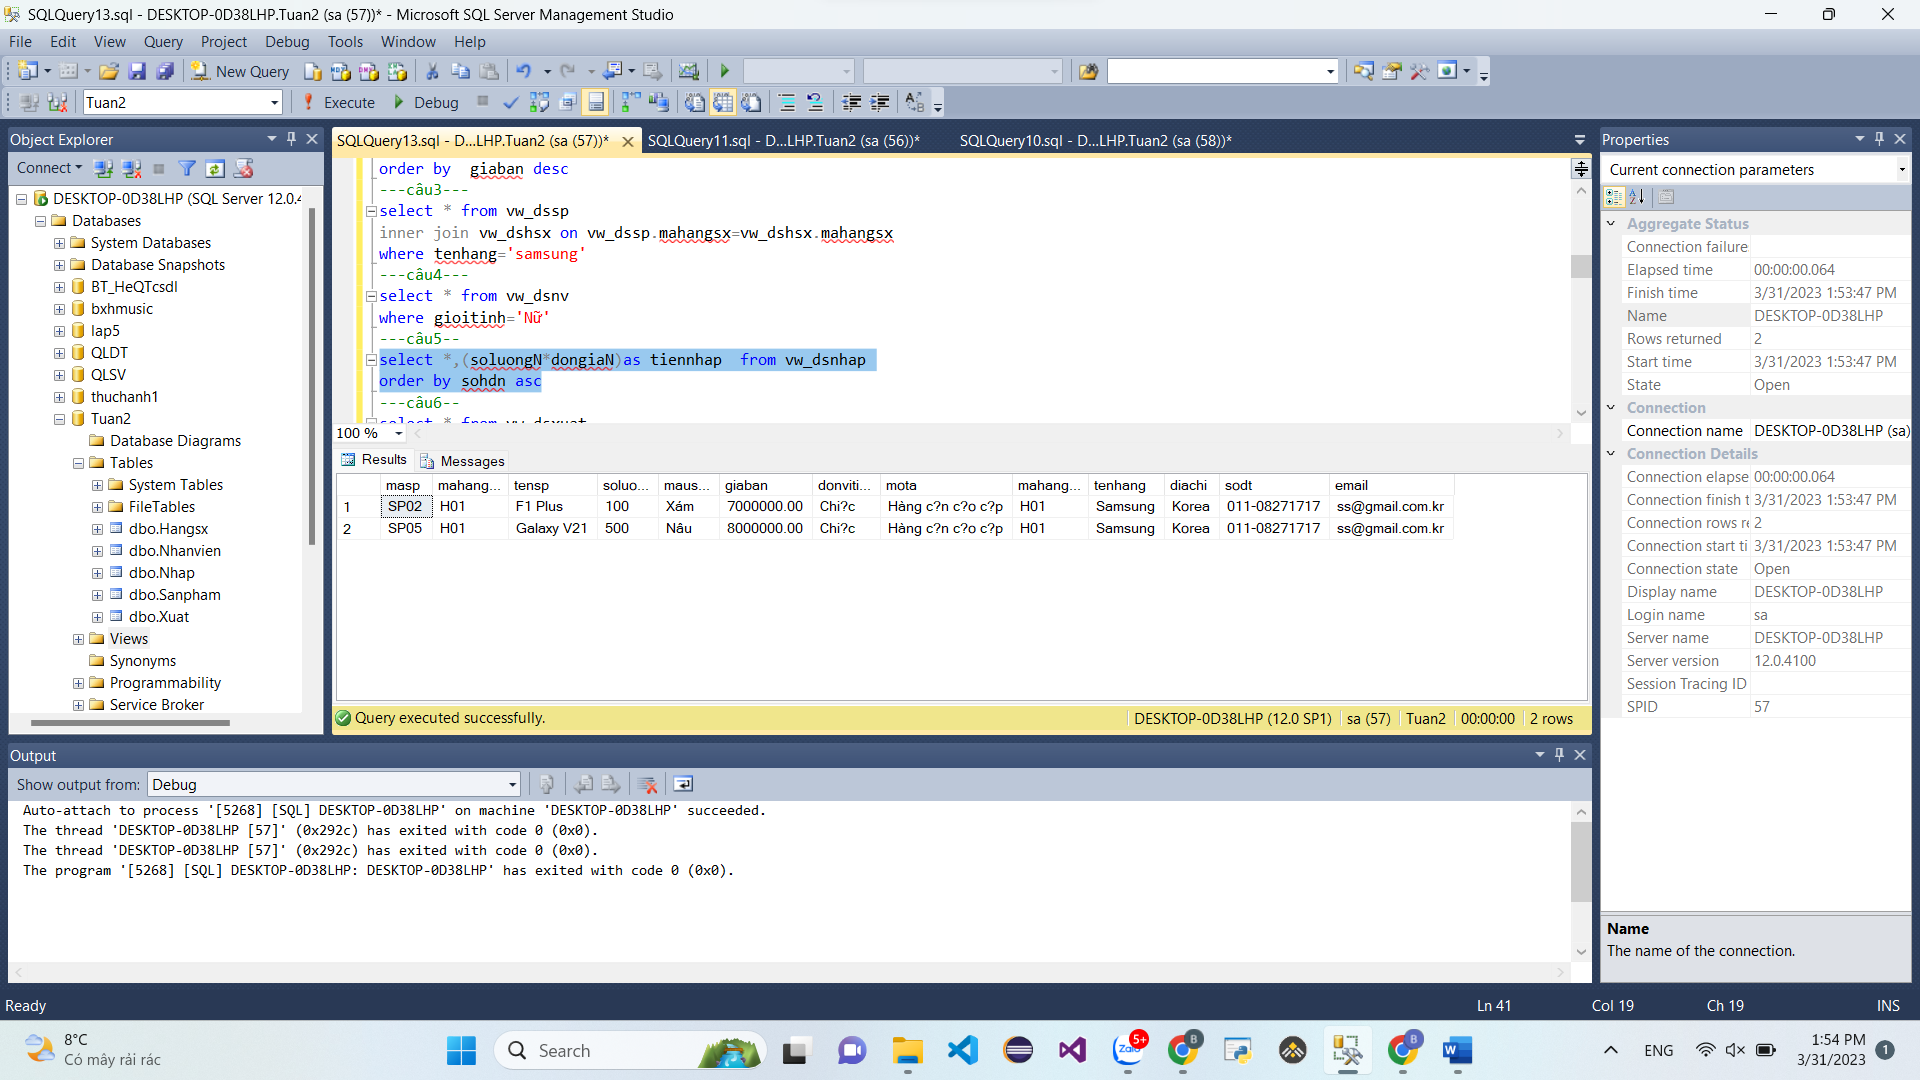 SQLQuery13.sql - DESKTOP-0D38LHP.Tuan2 (sa (57))* - Microsoft SQL Server Management Studio
File Edit View Query Project Debug Tools Window Help
New Query
Tuan2 Execute Debug
Object Explorer
Connect
DESKTOP-0D38LHP (SQL Server 12.0.4
Databases
System Databases
Database Snapshots
BT_HeQTcsdl
bxhmusic
lap5
QLDT
QLSV
thuchanh1
Tuan2
Database Diagrams
Tables
System Tables
FileTables
dbo.Hangsx
dbo.Nhanvien
dbo.Nhap
dbo.Sanpham
dbo.Xuat
Views
Synonyms
Programmability
Service Broker
SQLQuery13.sql - D...LHP.Tuan2 (sa (57))* SQLQuery11.sql - D...LHP.Tuan2 (sa (56))* SQLQuery10.sql - D...LHP.Tuan2 (sa (58))*
order by giaban desc
---câu3---
select * from vw_dssp
inner join vw_dshsx on vw_dssp.mahangsx=vw_dshsx.mahangsx
where tenhang='samsung'
---câu4---
select * from vw_dsnv
where gioitinh='Nữ'
---câu5--
select *,(soluongN*dongiaN)as tiennhap from vw_dsnhap
order by sohdn asc
---câu6--
select * from vw_dsxuat
100 %
Results Messages
masp mahang... tensp soluo... maus... giaban donviti... mota mahang... tenhang diachi sodt email
1 SP02 H01 F1 Plus 100 Xám 7000000.00 Chi?c Hàng c?n c?o c?p H01 Samsung Korea 011-08271717 ss@gmail.com.kr
2 SP05 H01 Galaxy V21 500 Nâu 8000000.00 Chi?c Hàng c?n c?o c?p H01 Samsung Korea 011-08271717 ss@gmail.com.kr
Query executed successfully. DESKTOP-0D38LHP (12.0 SP1) sa (57) Tuan2 00:00:00 2 rows
Properties
Current connection parameters
Aggregate Status
Connection failure
Elapsed time 00:00:00.064
Finish time 3/31/2023 1:53:47 PM
Name DESKTOP-0D38LHP
Rows returned 2
Start time 3/31/2023 1:53:47 PM
State Open
Connection
Connection name DESKTOP-0D38LHP (sa)
Connection Details
Connection elapse 00:00:00.064
Connection finish t 3/31/2023 1:53:47 PM
Connection rows re 2
Connection start ti 3/31/2023 1:53:47 PM
Connection state Open
Display name DESKTOP-0D38LHP
Login name sa
Server name DESKTOP-0D38LHP
Server version 12.0.4100
Session Tracing ID
SPID 57
Name
The name of the connection.
Output
Show output from: Debug
Auto-attach to process '[5268] [SQL] DESKTOP-0D38LHP' on machine 'DESKTOP-0D38LHP' succeeded.
The thread 'DESKTOP-0D38LHP [57]' (0x292c) has exited with code 0 (0x0).
The thread 'DESKTOP-0D38LHP [57]' (0x292c) has exited with code 0 (0x0).
The program '[5268] [SQL] DESKTOP-0D38LHP: DESKTOP-0D38LHP' has exited with code 0 (0x0).
Ready Ln 41 Col 19 Ch 19 INS
8°C
Có mây rải rác
Search
Zalo 5+
B
B
ENG
1:54 PM
3/31/2023
1